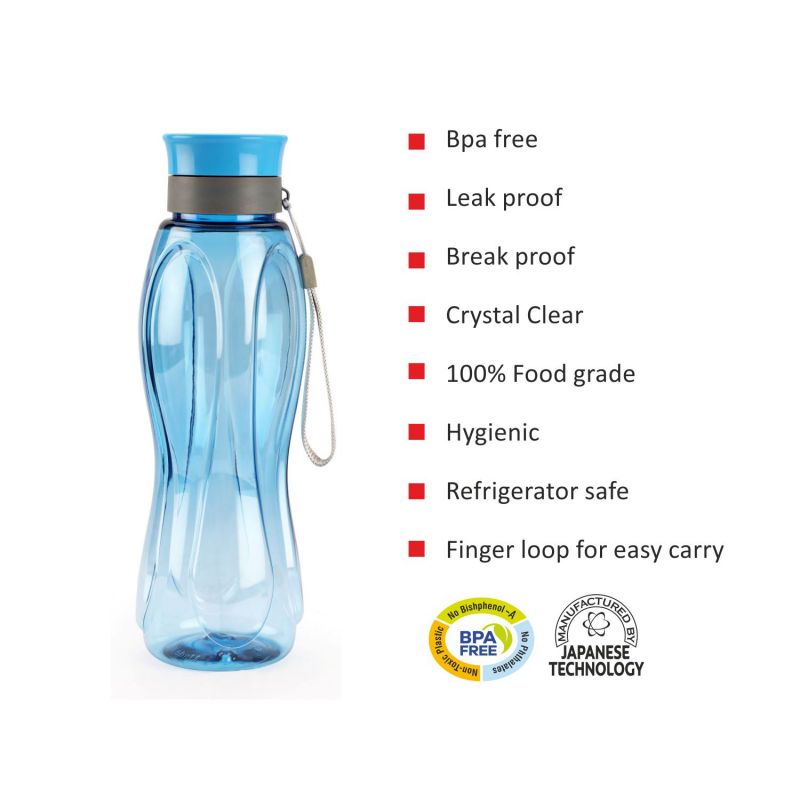 Bpa free
Leak proof
Break proof
Crystal Clear
100% Food grade
Hygienic
Refrigerator safe
Finger loop for easy carry
No Bishphenol -A
Non-Toxic Plastic
BPA
FREE
No Phthalates
MANUFACTURED BY
JAPANESE
TECHNOLOGY